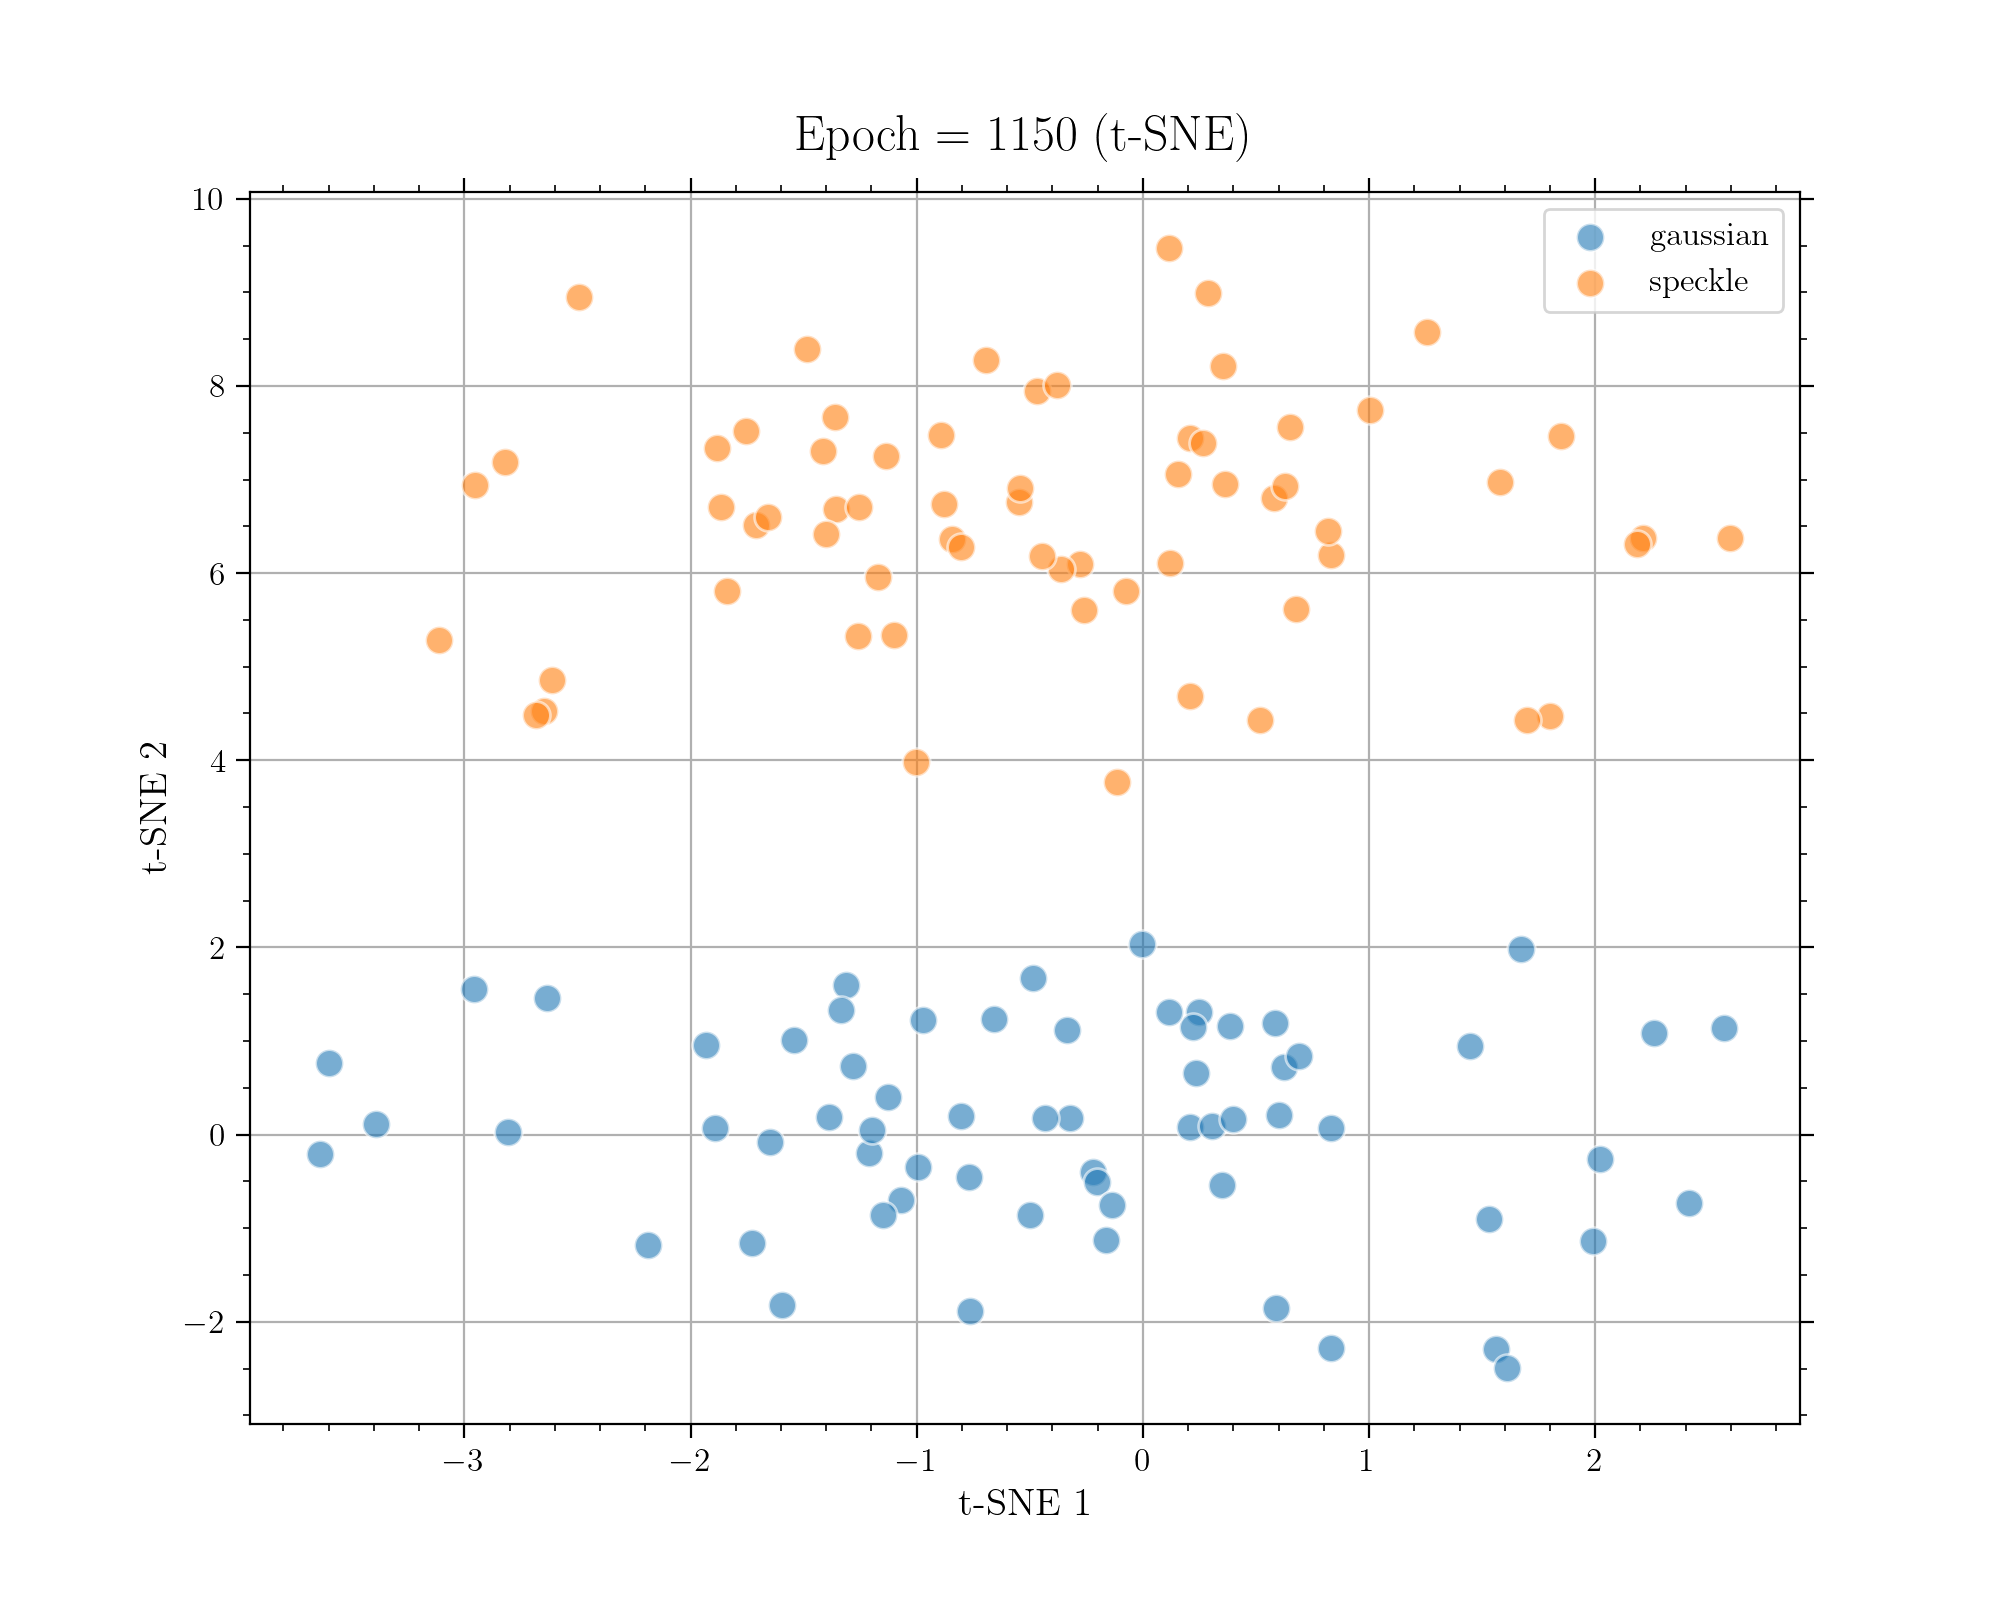 Epoch = 1150 (t-SNE)
gaussian
speckle
10
8
6
4
2
0
−2
t-SNE 2
−3
−2
−1
0
1
2
t-SNE 1